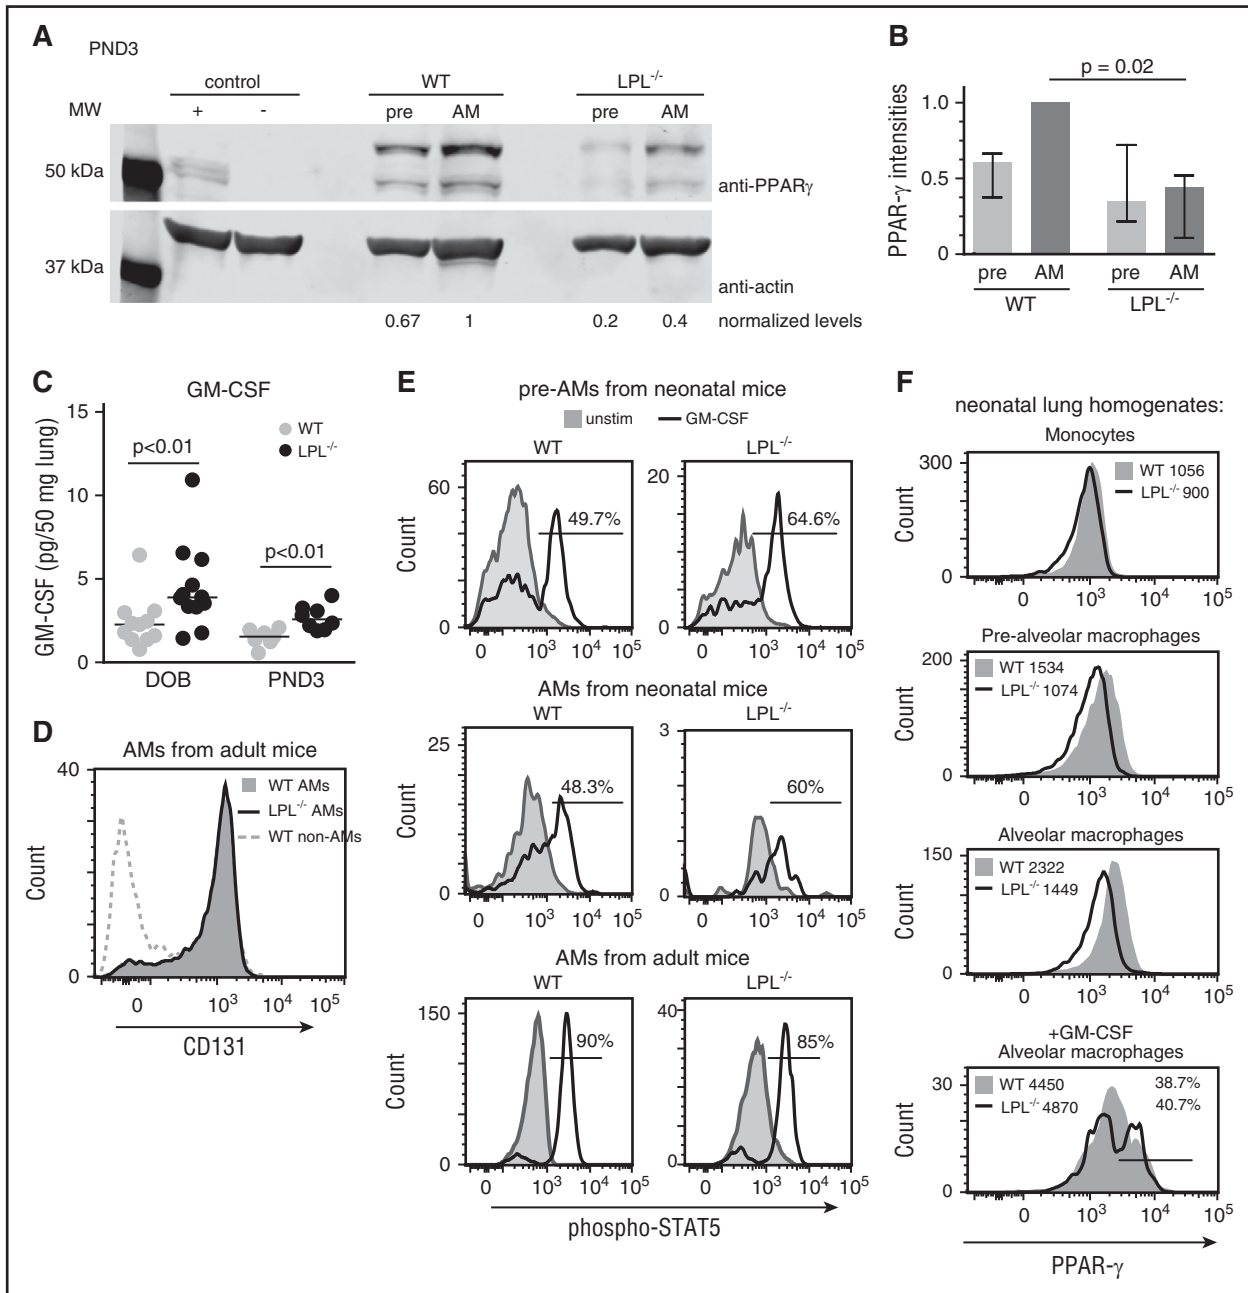 A
PND3
control
WT
LPL-/-
MW
+
-
pre
AM
pre
AM
50 kDa
anti-PPARγ
37 kDa
anti-actin
0.67
1
0.2
0.4
normalized levels
B
p = 0.02
PPAR-γ intensities
1.0
0.5
0
pre
AM
pre
AM
WT
LPL-/-
C
GM-CSF
GM-CSF (pg/50 mg lung)
15
10
5
0
WT
LPL-/-
p<0.01
p<0.01
DOB
PND3
D
AMs from adult mice
Count
40
0
WT AMs
LPL-/- AMs
WT non-AMs
0
103
104
105
CD131
E
pre-AMs from neonatal mice
unstim
GM-CSF
WT
LPL-/-
Count
60
0
49.7%
0
103
104
105
20
0
64.6%
0
103
104
105
AMs from neonatal mice
WT
LPL-/-
Count
25
0
48.3%
0
103
104
105
3
0
60%
0
103
104
105
AMs from adult mice
WT
LPL-/-
Count
150
0
90%
0
103
104
105
40
0
85%
0
103
104
105
phospho-STAT5
F
neonatal lung homogenates:
Monocytes
Count
300
0
WT 1056
LPL-/- 900
0
103
104
105
Pre-alveolar macrophages
Count
200
0
WT 1534
LPL-/- 1074
0
103
104
105
Alveolar macrophages
Count
150
0
WT 2322
LPL-/- 1449
0
103
104
105
+GM-CSF
Alveolar macrophages
Count
30
0
WT 4450 38.7%
LPL-/- 4870 40.7%
0
103
104
105
PPAR-γ